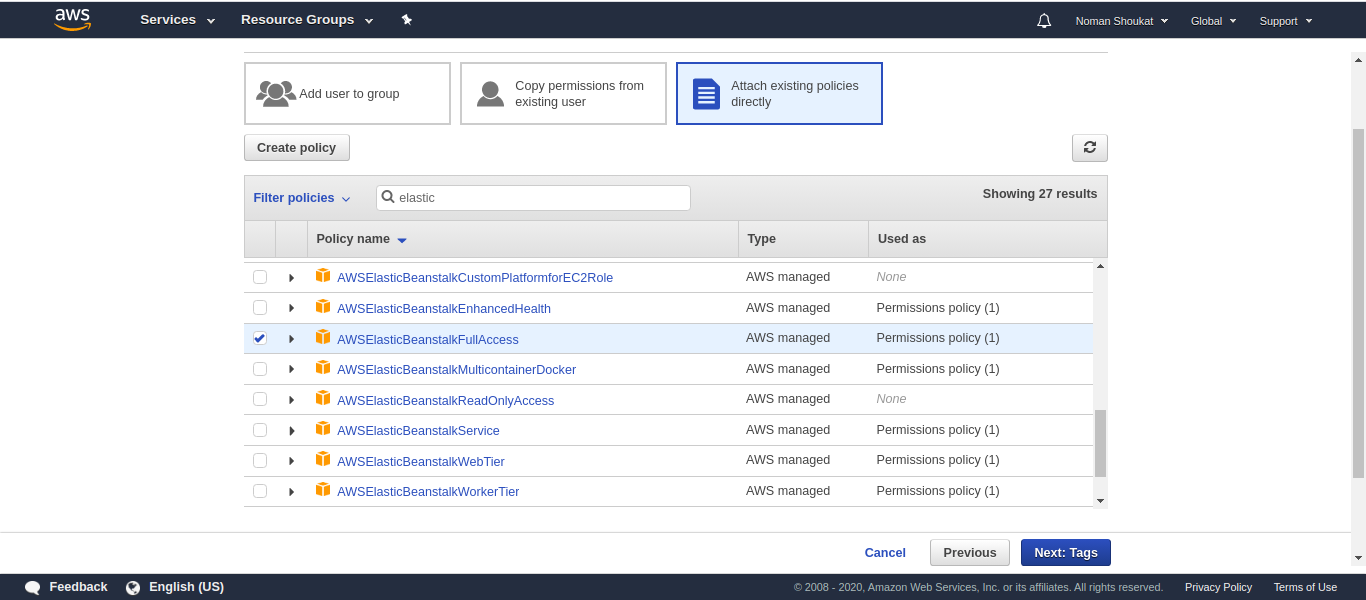 aws Services Resource Groups Noman Shoukat Global Support
Add user to group
Copy permissions from
existing user
Attach existing policies
directly
Create policy
Filter policies elastic Showing 27 results
Policy name Type Used as
AWSElasticBeanstalkCustomPlatformforEC2Role AWS managed None
AWSElasticBeanstalkEnhancedHealth AWS managed Permissions policy (1)
AWSElasticBeanstalkFullAccess AWS managed Permissions policy (1)
AWSElasticBeanstalkMulticontainerDocker AWS managed Permissions policy (1)
AWSElasticBeanstalkReadOnlyAccess AWS managed None
AWSElasticBeanstalkService AWS managed Permissions policy (1)
AWSElasticBeanstalkWebTier AWS managed Permissions policy (1)
AWSElasticBeanstalkWorkerTier AWS managed Permissions policy (1)
Cancel Previous Next: Tags
Feedback English (US) © 2008 - 2020, Amazon Web Services, Inc. or its affiliates. All rights reserved. Privacy Policy Terms of Use